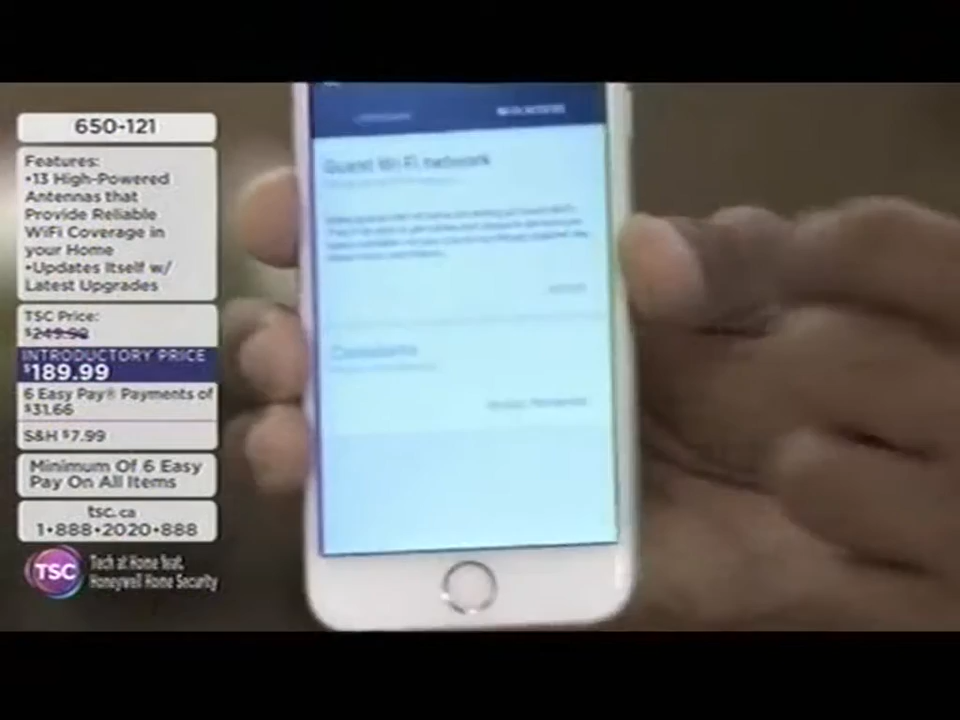 650-121
Features:
•13 High-Powered
Antennas that
Provide Reliable
WiFi Coverage in
your Home
•Updates Itself w/
Latest Upgrades
TSC Price:
$249.98
INTRODUCTORY PRICE
$189.99
6 Easy Pay® Payments of
$31.66
S&H $7.99
Minimum Of 6 Easy
Pay On All Items
tsc.ca
1•888•2020•888
TSC
Tech at Home feat.
Honeywell Home Security
Guest Wi-Fi network